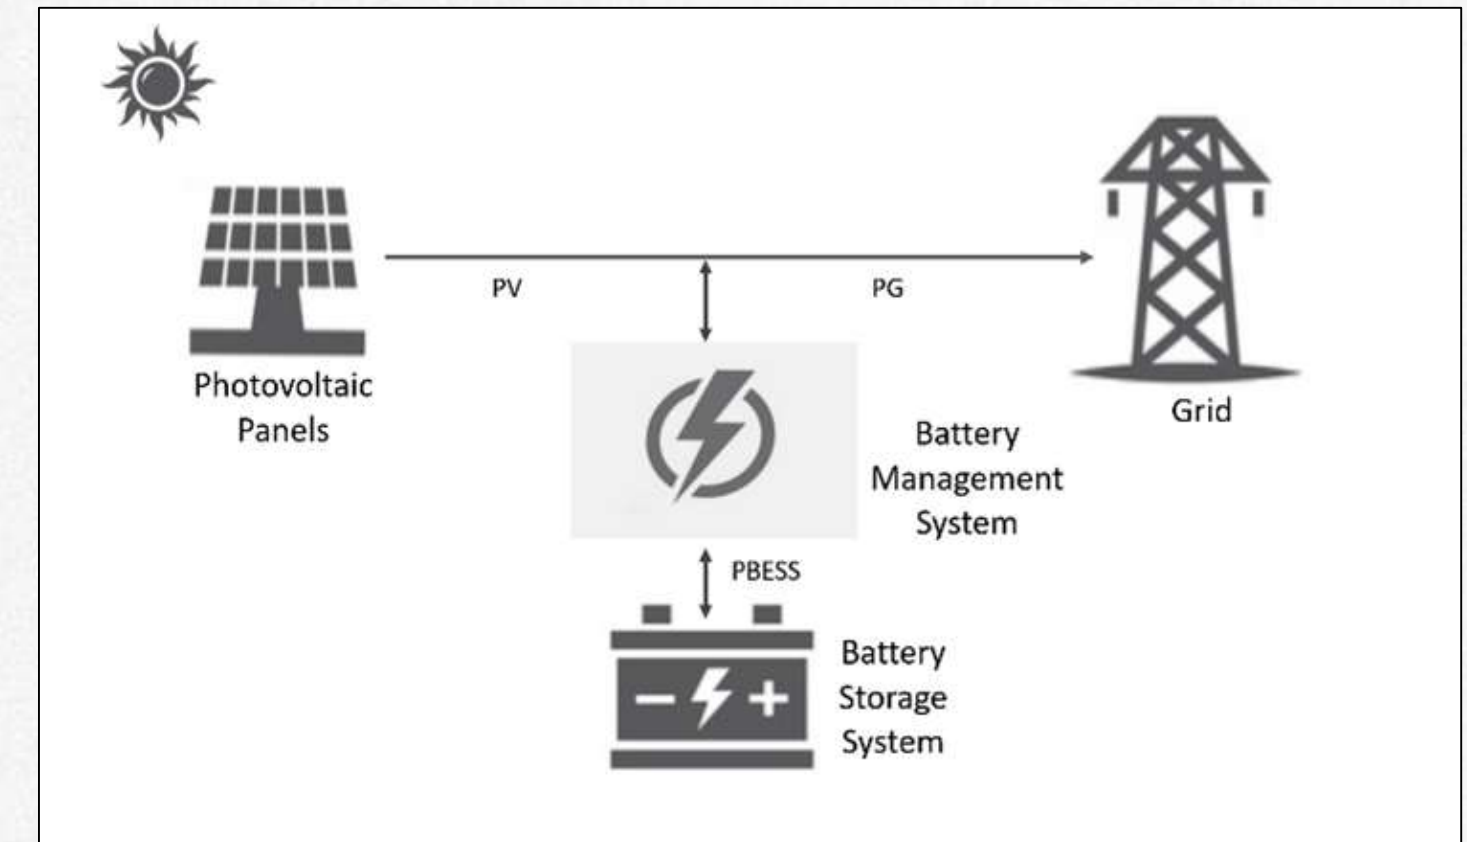 PV
PG
Photovoltaic
Panels
Grid
Battery
Management
System
PBESS
Battery
Storage
System